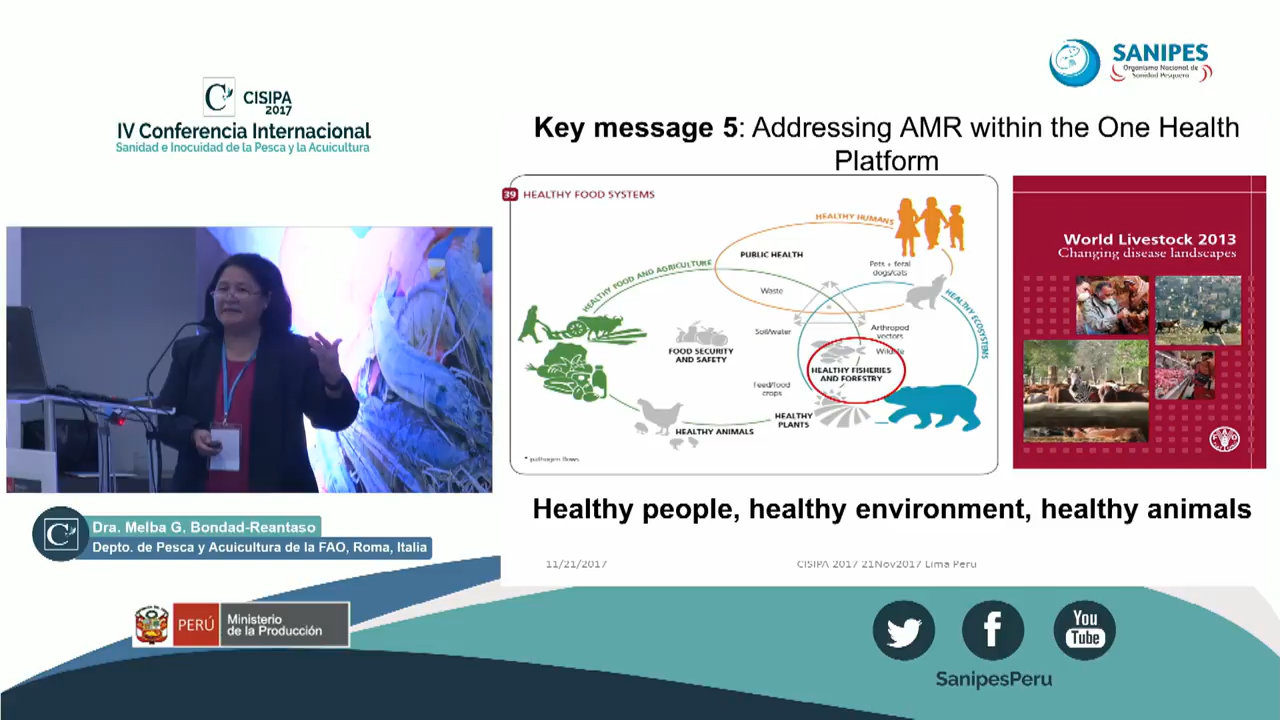 SANIPES
Organismo Nacional de
Sanidad Pesquera
C
CISIPA
2017
IV Conferencia Internacional
Sanidad e Inocuidad de la Pesca y la Acuicultura
Key message 5: Addressing AMR within the One Health
Platform
39 HEALTHY FOOD SYSTEMS
HEALTHY HUMANS
PUBLIC HEALTH
Pets + feral
dogs/cats
HEALTHY FOOD AND AGRICULTURE
Waste
HEALTHY ECOSYSTEMS
Soil/water
Arthropod
vectors
Wildlife
FOOD SECURITY
AND SAFETY
HEALTHY FISHERIES
AND FORESTRY
Feed/food
crops
HEALTHY
PLANTS
HEALTHY ANIMALS
* pathogen flows
World Livestock 2013
Changing disease landscapes
FAO
Healthy people, healthy environment, healthy animals
C
Dra. Melba G. Bondad-Reantaso
Depto. de Pesca y Acuicultura de la FAO, Roma, Italia
11/21/2017
CISIPA 2017 21Nov2017 Lima Peru
PERÚ
Ministerio
de la Producción
f
You
Tube
SanipesPeru